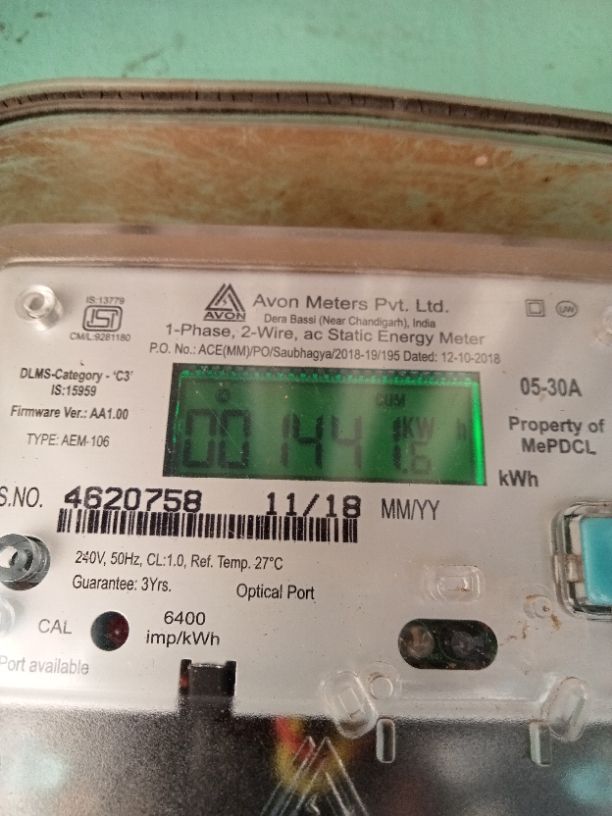 IS:13779
ISI
CM/L:9281180
AVON
Avon Meters Pvt. Ltd.
Dera Bassi (Near Chandigarh), India
1-Phase, 2-Wire, ac Static Energy Meter
P.O. No.: ACE(MM)/PO/Saubhagya/2018-19/195 Dated: 12-10-2018
UW
DLMS-Category - 'C3'
IS:15959
Firmware Ver.: AA1.00
TYPE: AEM-106
CUM
001441.6
KW h
05-30A
Property of
MePDCL
kWh
S.NO. 4620758 11/18 MM/YY
240V, 50Hz, CL:1.0, Ref. Temp. 27°C
Guarantee: 3Yrs. Optical Port
CAL
6400
imp/kWh
Port available